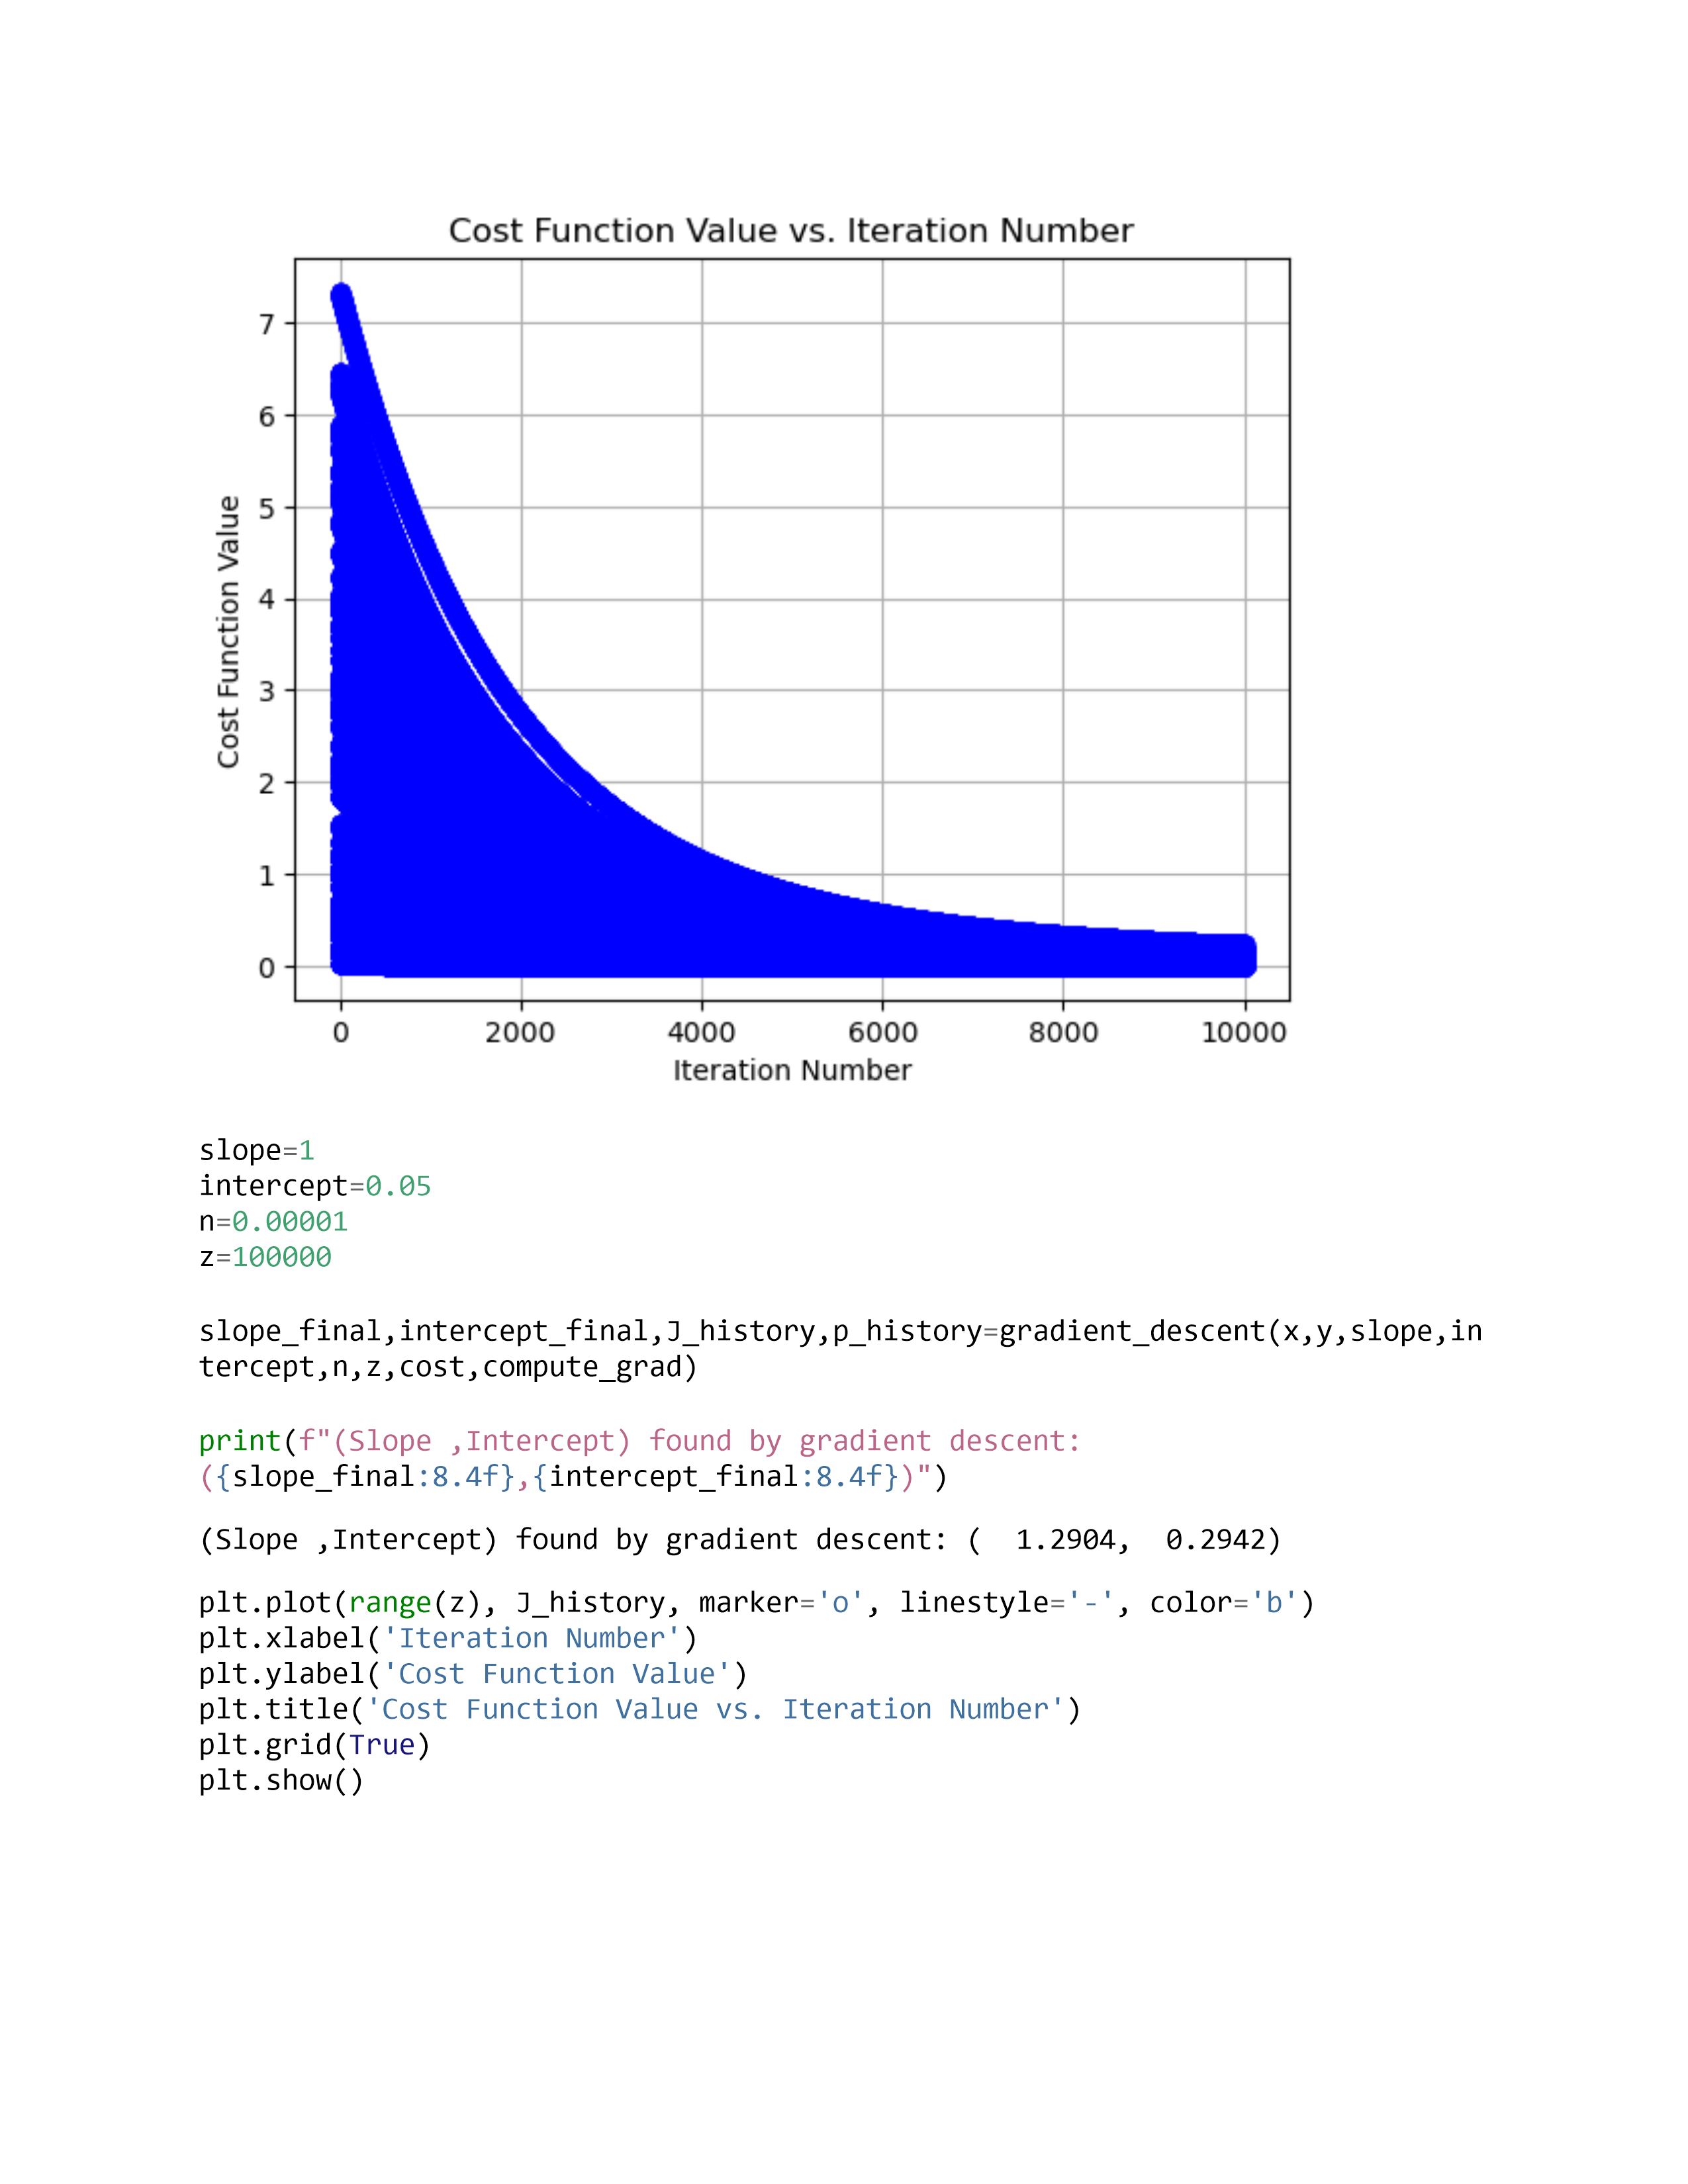 Cost Function Value vs. Iteration Number
7
6
5
4
3
2
1
0
Cost Function Value
0 2000 4000 6000 8000 10000
Iteration Number
slope=1
intercept=0.05
n=0.00001
z=100000
slope_final,intercept_final,J_history,p_history=gradient_descent(x,y,slope,in
tercept,n,z,cost,compute_grad)
print(f"(Slope ,Intercept) found by gradient descent:
({slope_final:8.4f},{intercept_final:8.4f})")
(Slope ,Intercept) found by gradient descent: (  1.2904,  0.2942)
plt.plot(range(z), J_history, marker='o', linestyle='-', color='b')
plt.xlabel('Iteration Number')
plt.ylabel('Cost Function Value')
plt.title('Cost Function Value vs. Iteration Number')
plt.grid(True)
plt.show()